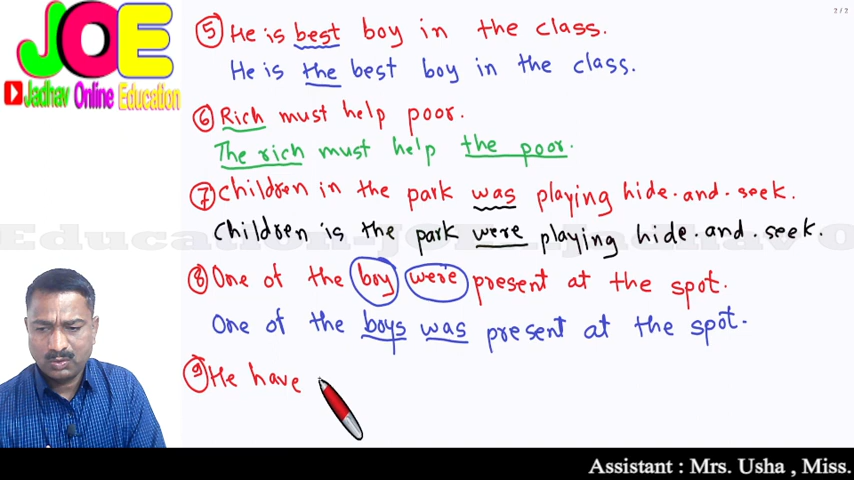 2/2
JOE
Jadhav Online Education
⑤ He is best boy in the class.
He is the best boy in the class.
⑥ Rich must help poor.
The rich must help the poor.
⑦ Children in the park was playing hide-and-seek.
Children is the park were playing hide-and-seek.
⑧ One of the boy were present at the spot.
One of the boys was present at the spot.
⑨ He have
Assistant : Mrs. Usha , Miss.